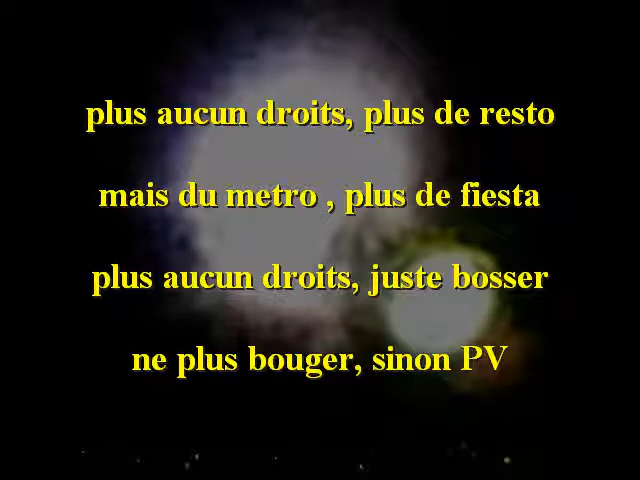 plus aucun droits, plus de resto
mais du metro , plus de fiesta
plus aucun droits, juste bosser
ne plus bouger, sinon PV